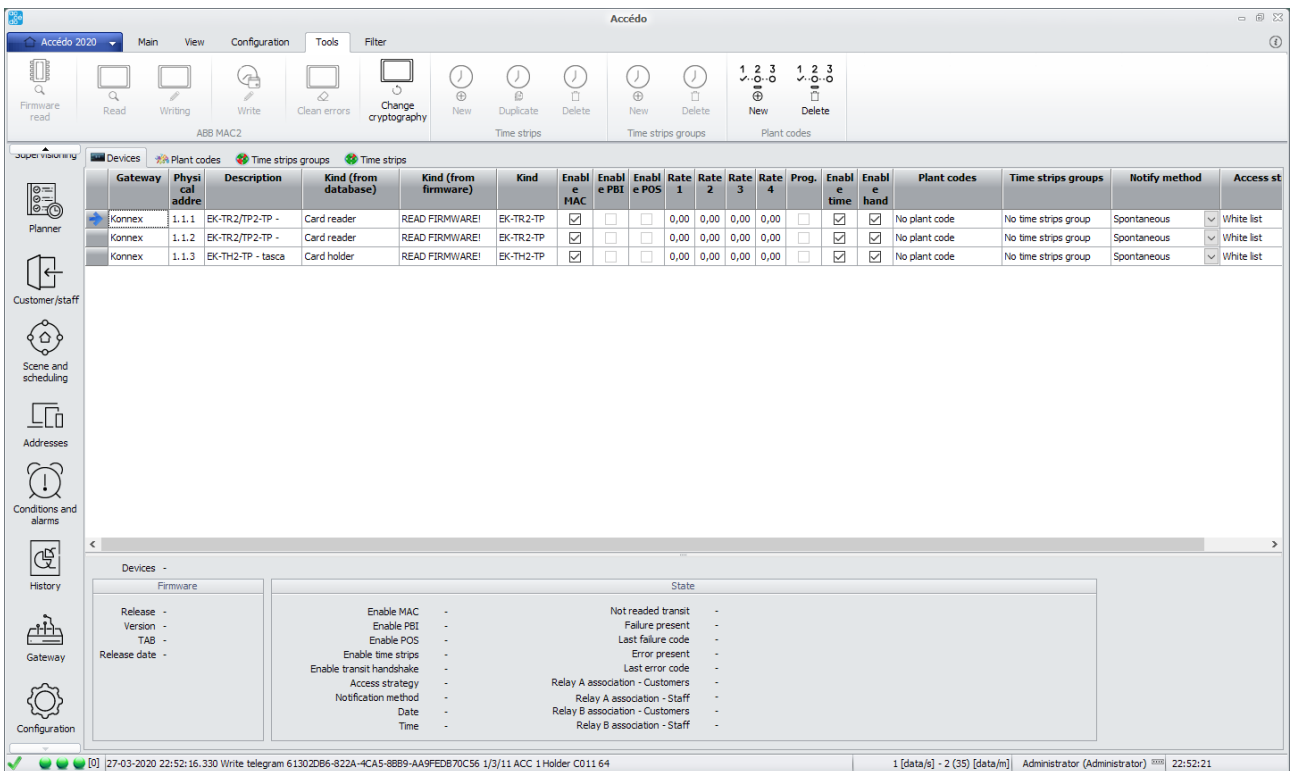 Accédo
Accédo 2020 Main View Configuration Tools Filter
Firmware read
Read Writing Write Clean errors Change cryptography
ABB MAC2
New Duplicate Delete
Time strips
New Delete
Time strips groups
1 2 3 1 2 3
New Delete
Plant codes
Supervisioning
Planner
Customer/staff
Scene and
scheduling
Addresses
Conditions and
alarms
History
Gateway
Configuration
Devices Plant codes Time strips groups Time strips
Gateway Physi cal addre Description Kind (from database) Kind (from firmware) Kind Enabl e MAC Enabl e PBI Enabl e POS Rate 1 Rate 2 Rate 3 Rate 4 Prog. Enabl e time Enabl e hand Plant codes Time strips groups Notify method Access st
Konnex 1.1.1 EK-TR2/TP2-TP - Card reader READ FIRMWARE! EK-TR2-TP 0,00 0,00 0,00 0,00 No plant code No time strips group Spontaneous White list
Konnex 1.1.2 EK-TR2/TP2-TP - Card reader READ FIRMWARE! EK-TR2-TP 0,00 0,00 0,00 0,00 No plant code No time strips group Spontaneous White list
Konnex 1.1.3 EK-TH2-TP - tasca Card holder READ FIRMWARE! EK-TH2-TP 0,00 0,00 0,00 0,00 No plant code No time strips group Spontaneous White list
Devices -
Firmware
Release -
Version -
TAB -
Release date -
State
Enable MAC -
Enable PBI -
Enable POS -
Enable time strips -
Enable transit handshake -
Access strategy -
Notification method -
Date -
Time -
Not readed transit -
Failure present -
Last failure code -
Error present -
Last error code -
Relay A association - Customers -
Relay A association - Staff -
Relay B association - Customers -
Relay B association - Staff -
[0] 27-03-2020 22:52:16.330 Write telegram 61302DB6-822A-4CA5-8BB9-AA9FEDB70C56 1/3/11 ACC 1 Holder C011 64 1 [data/s] - 2 (35) [data/m] Administrator (Administrator) 22:52:21